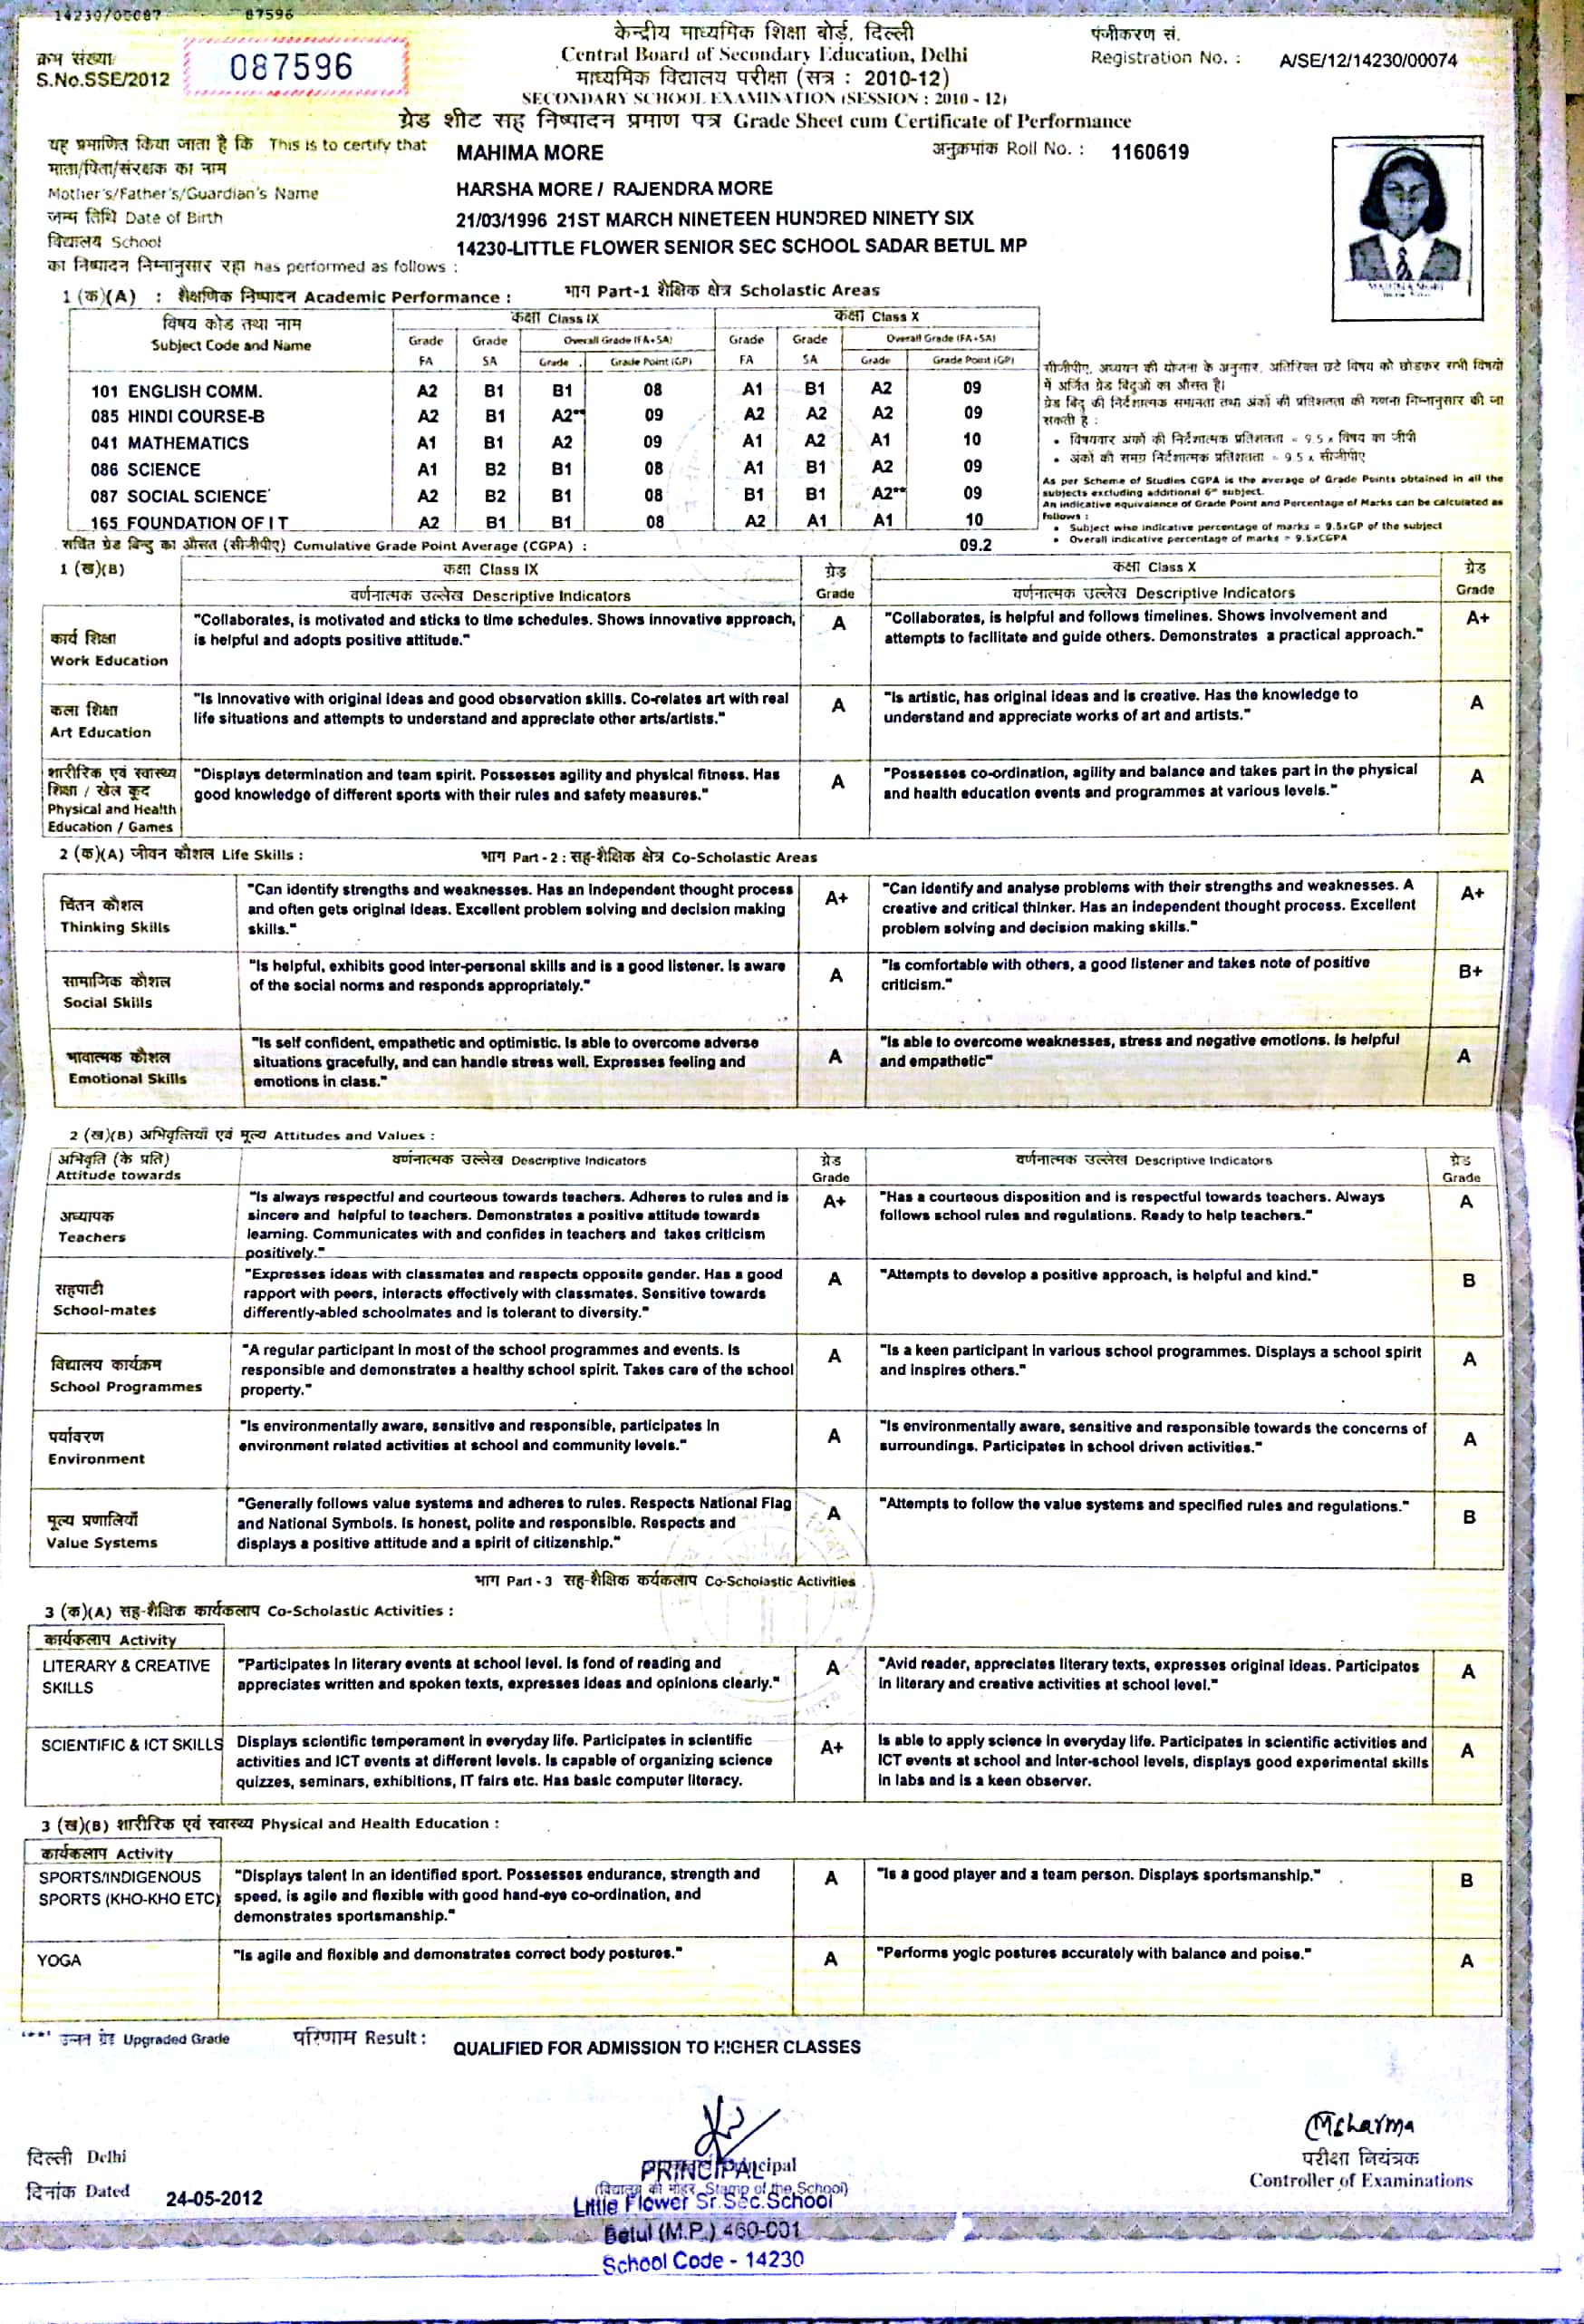 14230/00087 87596
क्रम संख्या
S.No.SSE/2012 087596
केन्द्रीय माध्यमिक शिक्षा बोर्ड, दिल्ली
Central Board of Secondary Education, Delhi
माध्यमिक विद्यालय परीक्षा (सत्र : 2010-12)
SECONDARY SCHOOL EXAMINATION (SESSION : 2010 - 12)
ग्रेड शीट सह निष्पादन प्रमाण पत्र Grade Sheet cum Certificate of Performance
पंजीकरण सं.
Registration No. : A/SE/12/14230/00074
यह प्रमाणित किया जाता है कि This is to certify that MAHIMA MORE
अनुक्रमांक Roll No. : 1160619
माता/पिता/संरक्षक का नाम
Mother's/Father's/Guardian's Name HARSHA MORE / RAJENDRA MORE
जन्म तिथि Date of Birth 21/03/1996 21ST MARCH NINETEEN HUNDRED NINETY SIX
विद्यालय School 14230-LITTLE FLOWER SENIOR SEC SCHOOL SADAR BETUL MP
का निष्पादन निम्नानुसार रहा has performed as follows :
भाग Part-1 शैक्षिक क्षेत्र Scholastic Areas
1 (क)(A) : शैक्षणिक निष्पादन Academic Performance :
विषय कोड तथा नाम
Subject Code and Name
कक्षा Class IX कक्षा Class X
Grade Grade Overall Grade (FA+SA) Grade Grade Overall Grade (FA+SA)
FA SA Grade Grade Point (GP) FA SA Grade Grade Point (GP)
101 ENGLISH COMM. A2 B1 B1 08 A1 B1 A2 09
085 HINDI COURSE-B A2 B1 A2** 09 A2 A2 A2 09
041 MATHEMATICS A1 B1 A2 09 A1 A2 A1 10
086 SCIENCE A1 B2 B1 08 A1 B1 A2 09
087 SOCIAL SCIENCE A2 B2 B1 08 B1 B1 A2** 09
165 FOUNDATION OF I T A2 B1 B1 08 A2 A1 A1 10
संचित ग्रेड बिन्दु का औसत (सीजीपीए) Cumulative Grade Point Average (CGPA) : 09.2
सीजीपीए, अध्ययन की योजना के अनुसार, अतिरिक्त छटे विषय को छोडकर सभी विषयों
में अर्जित ग्रेड बिंदुओं का औसत है।
ग्रेड बिंदु की निर्देशात्मक समानता तथा अंकों की प्रतिशतता की गणना निम्नानुसार की जा
सकती है :
• विषयवार अंकों की निर्देशात्मक प्रतिशतता = 9.5 x विषय का जीपी
• अंकों की समग्र निर्देशात्मक प्रतिशतता = 9.5 x सीजीपीए
As per Scheme of Studies CGPA is the average of Grade Points obtained in all the
subjects excluding additional 6th subject.
An indicative equivalence of Grade Point and Percentage of Marks can be calculated as
follows :
• Subject wise indicative percentage of marks = 9.5xGP of the subject
• Overall indicative percentage of marks = 9.5xCGPA
1 (ख)(B) कक्षा Class IX ग्रेड कक्षा Class X ग्रेड
वर्णनात्मक उल्लेख Descriptive Indicators Grade वर्णनात्मक उल्लेख Descriptive Indicators Grade
कार्य शिक्षा
Work Education
"Collaborates, is motivated and sticks to time schedules. Shows innovative approach,
is helpful and adopts positive attitude."
A
"Collaborates, is helpful and follows timelines. Shows involvement and
attempts to facilitate and guide others. Demonstrates a practical approach."
A+
कला शिक्षा
Art Education
"Is innovative with original ideas and good observation skills. Co-relates art with real
life situations and attempts to understand and appreciate other arts/artists."
A
"Is artistic, has original ideas and is creative. Has the knowledge to
understand and appreciate works of art and artists."
A
शारीरिक एवं स्वास्थ्य
शिक्षा / खेल कूद
Physical and Health
Education / Games
"Displays determination and team spirit. Possesses agility and physical fitness. Has
good knowledge of different sports with their rules and safety measures."
A
"Possesses co-ordination, agility and balance and takes part in the physical
and health education events and programmes at various levels."
A
2 (क)(A) जीवन कौशल Life Skills :
भाग Part - 2 : सह-शैक्षिक क्षेत्र Co-Scholastic Areas
चिंतन कौशल
Thinking Skills
"Can identify strengths and weaknesses. Has an independent thought process
and often gets original ideas. Excellent problem solving and decision making
skills."
A+
"Can identify and analyse problems with their strengths and weaknesses. A
creative and critical thinker. Has an independent thought process. Excellent
problem solving and decision making skills."
A+
सामाजिक कौशल
Social Skills
"Is helpful, exhibits good inter-personal skills and is a good listener. Is aware
of the social norms and responds appropriately."
A
"Is comfortable with others, a good listener and takes note of positive
criticism."
B+
भावात्मक कौशल
Emotional Skills
"Is self confident, empathetic and optimistic. Is able to overcome adverse
situations gracefully, and can handle stress well. Expresses feeling and
emotions in class."
A
"Is able to overcome weaknesses, stress and negative emotions. Is helpful
and empathetic"
A
2 (ख)(B) अभिवृत्तियाँ एवं मूल्य Attitudes and Values :
अभिवृति (के प्रति)
Attitude towards
वर्णनात्मक उल्लेख Descriptive Indicators ग्रेड वर्णनात्मक उल्लेख Descriptive Indicators ग्रेड
Grade Grade
अध्यापक
Teachers
"Is always respectful and courteous towards teachers. Adheres to rules and is
sincere and helpful to teachers. Demonstrates a positive attitude towards
learning. Communicates with and confides in teachers and takes criticism
positively."
A+
"Has a courteous disposition and is respectful towards teachers. Always
follows school rules and regulations. Ready to help teachers."
A
सहपाठी
School-mates
"Expresses ideas with classmates and respects opposite gender. Has a good
rapport with peers, interacts effectively with classmates. Sensitive towards
differently-abled schoolmates and is tolerant to diversity."
A
"Attempts to develop a positive approach, is helpful and kind."
B
विद्यालय कार्यक्रम
School Programmes
"A regular participant in most of the school programmes and events. Is
responsible and demonstrates a healthy school spirit. Takes care of the school
property."
A
"Is a keen participant in various school programmes. Displays a school spirit
and inspires others."
A
पर्यावरण
Environment
"Is environmentally aware, sensitive and responsible, participates in
environment related activities at school and community levels."
A
"Is environmentally aware, sensitive and responsible towards the concerns of
surroundings. Participates in school driven activities."
A
मूल्य प्रणालियाँ
Value Systems
"Generally follows value systems and adheres to rules. Respects National Flag
and National Symbols. Is honest, polite and responsible. Respects and
displays a positive attitude and a spirit of citizenship."
A
"Attempts to follow the value systems and specified rules and regulations."
B
भाग Part - 3 सह-शैक्षिक कर्यकलाप Co-Scholastic Activities
3 (क)(A) सह-शैक्षिक कार्यकलाप Co-Scholastic Activities :
कार्यकलाप Activity
LITERARY & CREATIVE
SKILLS
"Participates in literary events at school level. Is fond of reading and
appreciates written and spoken texts, expresses ideas and opinions clearly."
A
"Avid reader, appreciates literary texts, expresses original ideas. Participates
in literary and creative activities at school level."
A
SCIENTIFIC & ICT SKILLS
Displays scientific temperament in everyday life. Participates in scientific
activities and ICT events at different levels. Is capable of organizing science
quizzes, seminars, exhibitions, IT fairs etc. Has basic computer literacy.
A+
Is able to apply science in everyday life. Participates in scientific activities and
ICT events at school and inter-school levels, displays good experimental skills
in labs and is a keen observer.
A
3 (ख)(B) शारीरिक एवं स्वास्थ्य Physical and Health Education :
कार्यकलाप Activity
SPORTS/INDIGENOUS
SPORTS (KHO-KHO ETC)
"Displays talent in an identified sport. Possesses endurance, strength and
speed, is agile and flexible with good hand-eye co-ordination, and
demonstrates sportsmanship."
A
"Is a good player and a team person. Displays sportsmanship."
B
YOGA
"Is agile and flexible and demonstrates correct body postures."
A
"Performs yogic postures accurately with balance and poise."
A
"**" उन्नत ग्रेड Upgraded Grade परिणाम Result : QUALIFIED FOR ADMISSION TO HIGHER CLASSES
दिल्ली Delhi
दिनांक Dated 24-05-2012
Principal
PRINCIPAL
(विद्यालय की मोहर Stamp of the School)
Little Flower Sr.Sec.School
Betul (M.P.) 460-001
School Code - 14230
MSharma
परीक्षा नियंत्रक
Controller of Examinations